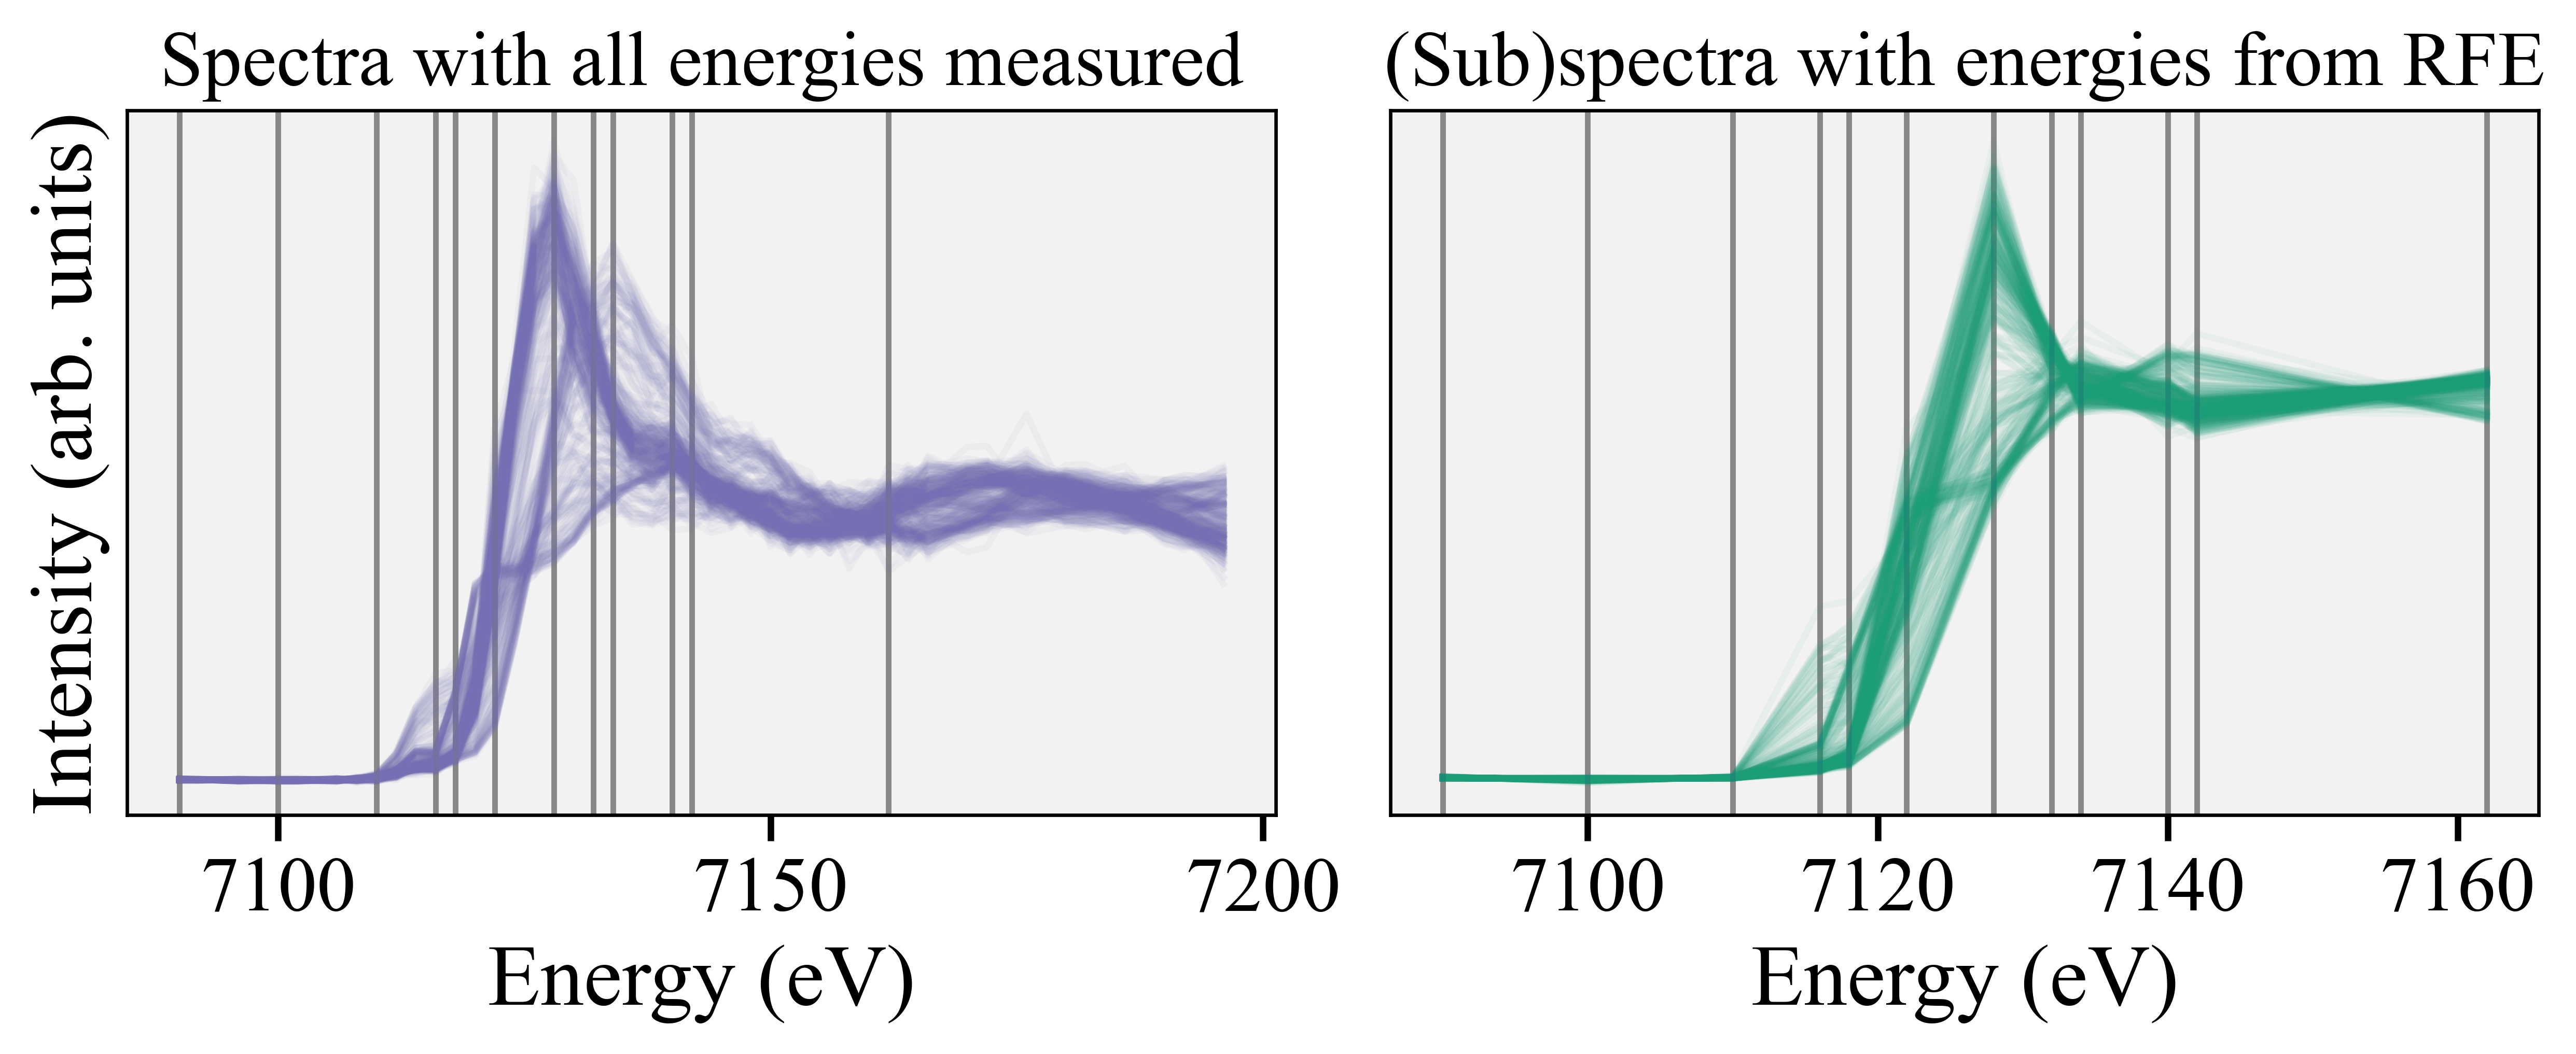 Spectra with all energies measured
(Sub)spectra with energies from RFE
Intensity (arb. units)
7100
7150
7200
7100
7120
7140
7160
Energy (eV)
Energy (eV)